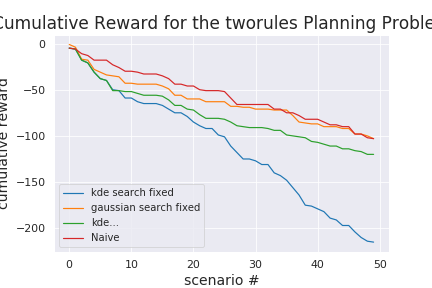 Cumulative Reward for the tworules Planning Proble
0
−50
−100
−150
−200
cumulative reward
kde search fixed
gaussian search fixed
kde...
Naive
0 10 20 30 40 50
scenario #